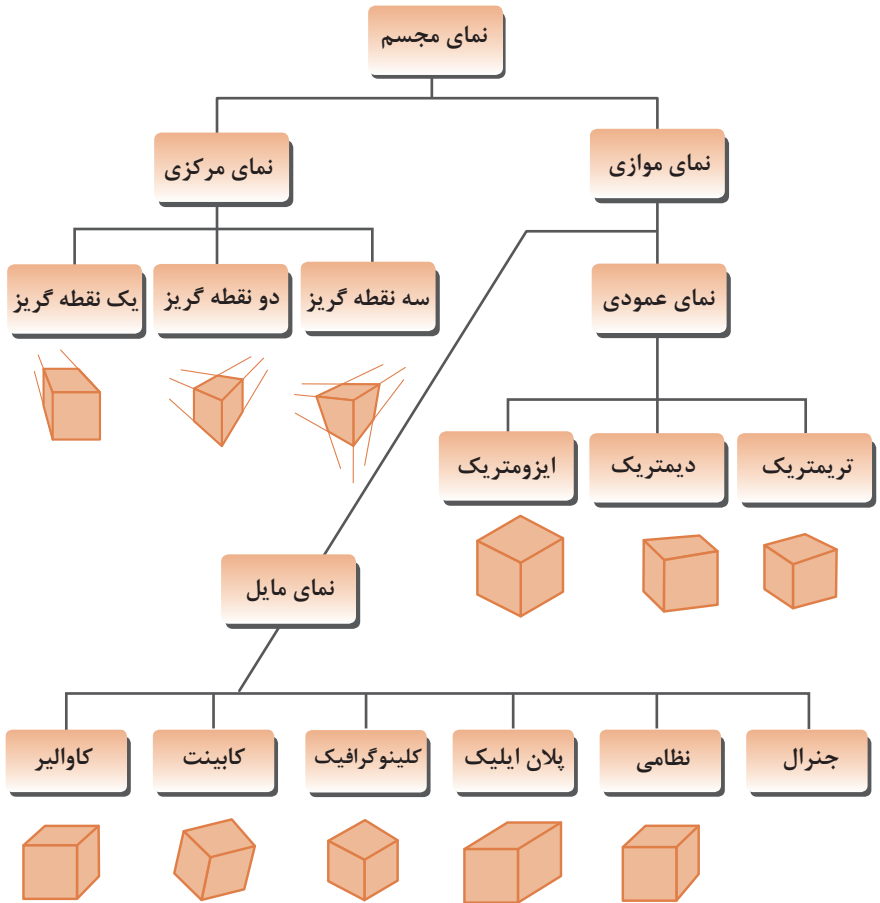 نمای مجسم
نمای موازی
نمای مرکزی
نمای عمودی
سه نقطه گریز
دو نقطه گریز
یک نقطه گریز
تریمتریک
دیمتریک
ایزومتریک
نمای مایل
جنرال
نظامی
پلان ایلیک
کلینوگرافیک
کابینت
کاوالیر